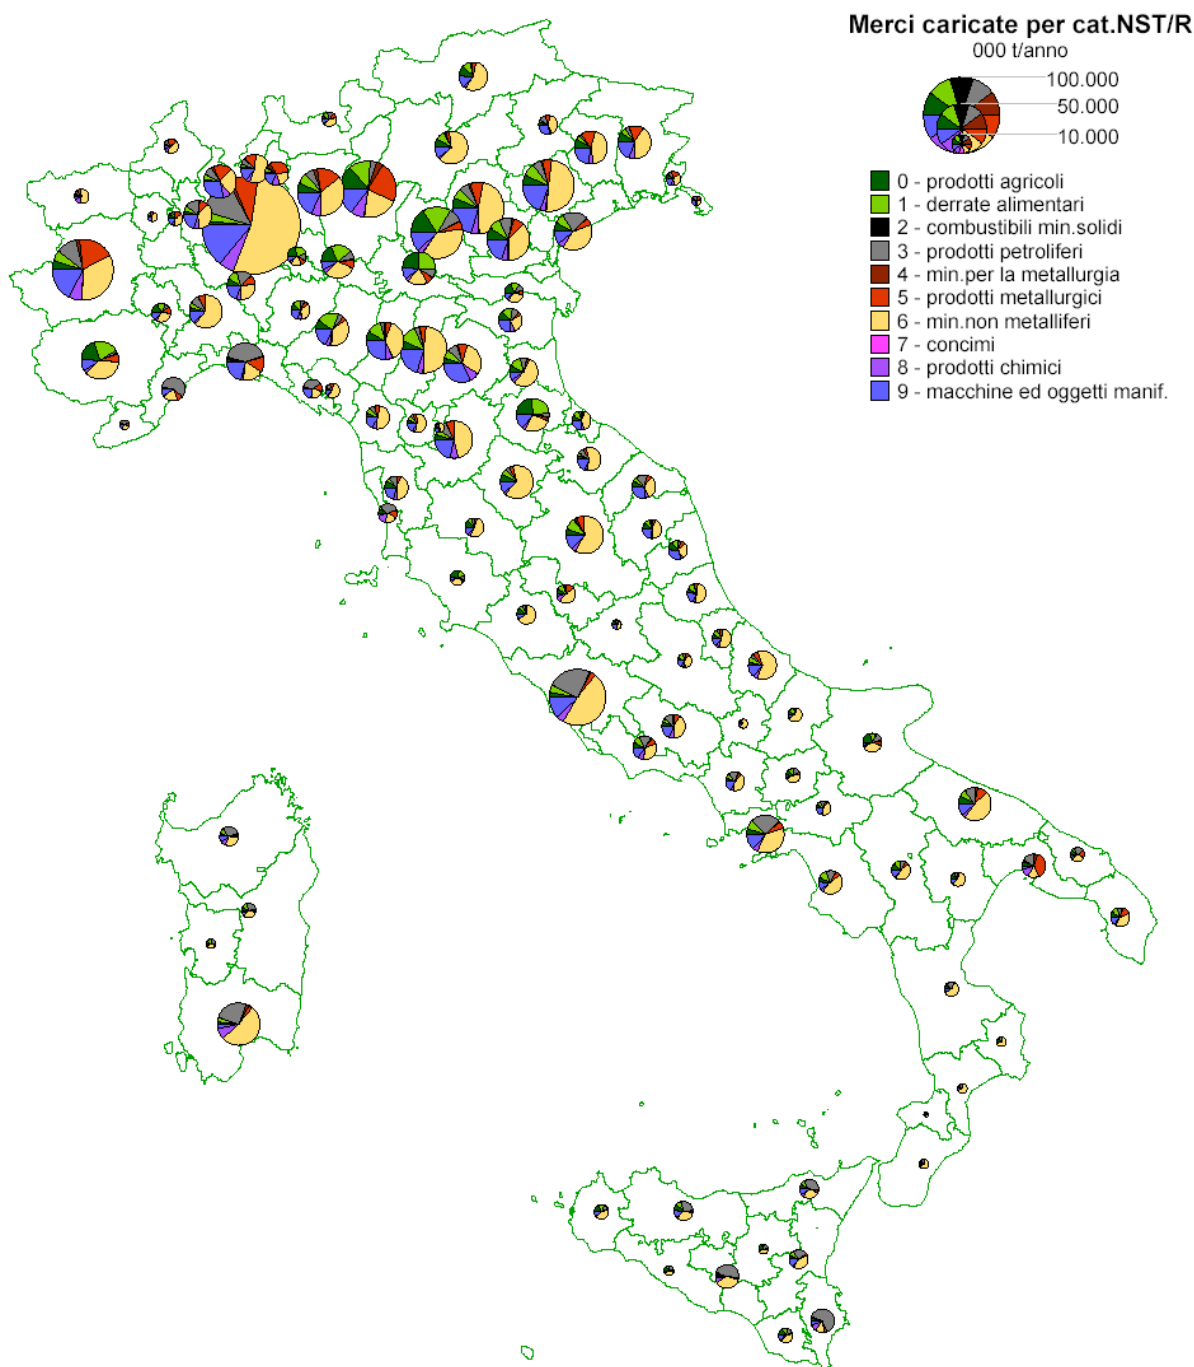 Merci caricate per cat.NST/R
000 t/anno
100.000
50.000
10.000
0 - prodotti agricoli
1 - derrate alimentari
2 - combustibili min.solidi
3 - prodotti petroliferi
4 - min.per la metallurgia
5 - prodotti metallurgici
6 - min.non metalliferi
7 - concimi
8 - prodotti chimici
9 - macchine ed oggetti manif.